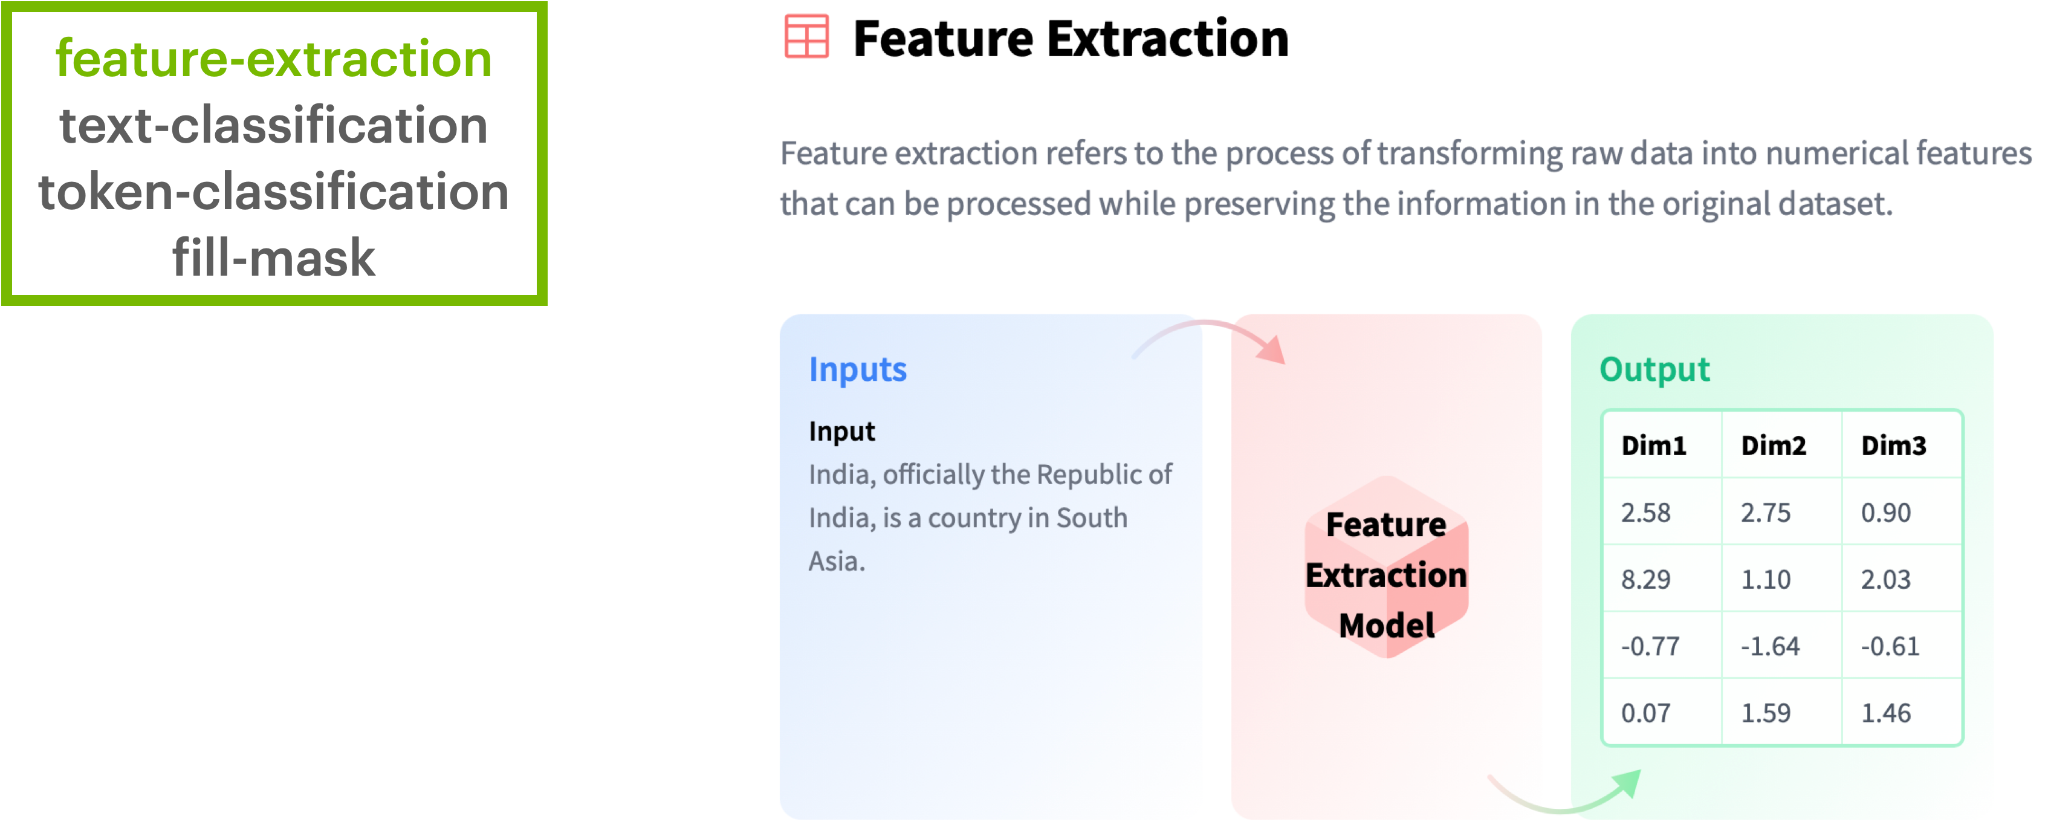 feature-extraction
text-classification
token-classification
fill-mask
Feature Extraction
Feature extraction refers to the process of transforming raw data into numerical features
that can be processed while preserving the information in the original dataset.
Inputs
Input
India, officially the Republic of
India, is a country in South
Asia.
Feature
Extraction
Model
Output
Dim1 Dim2 Dim3
2.58 2.75 0.90
8.29 1.10 2.03
-0.77 -1.64 -0.61
0.07 1.59 1.46